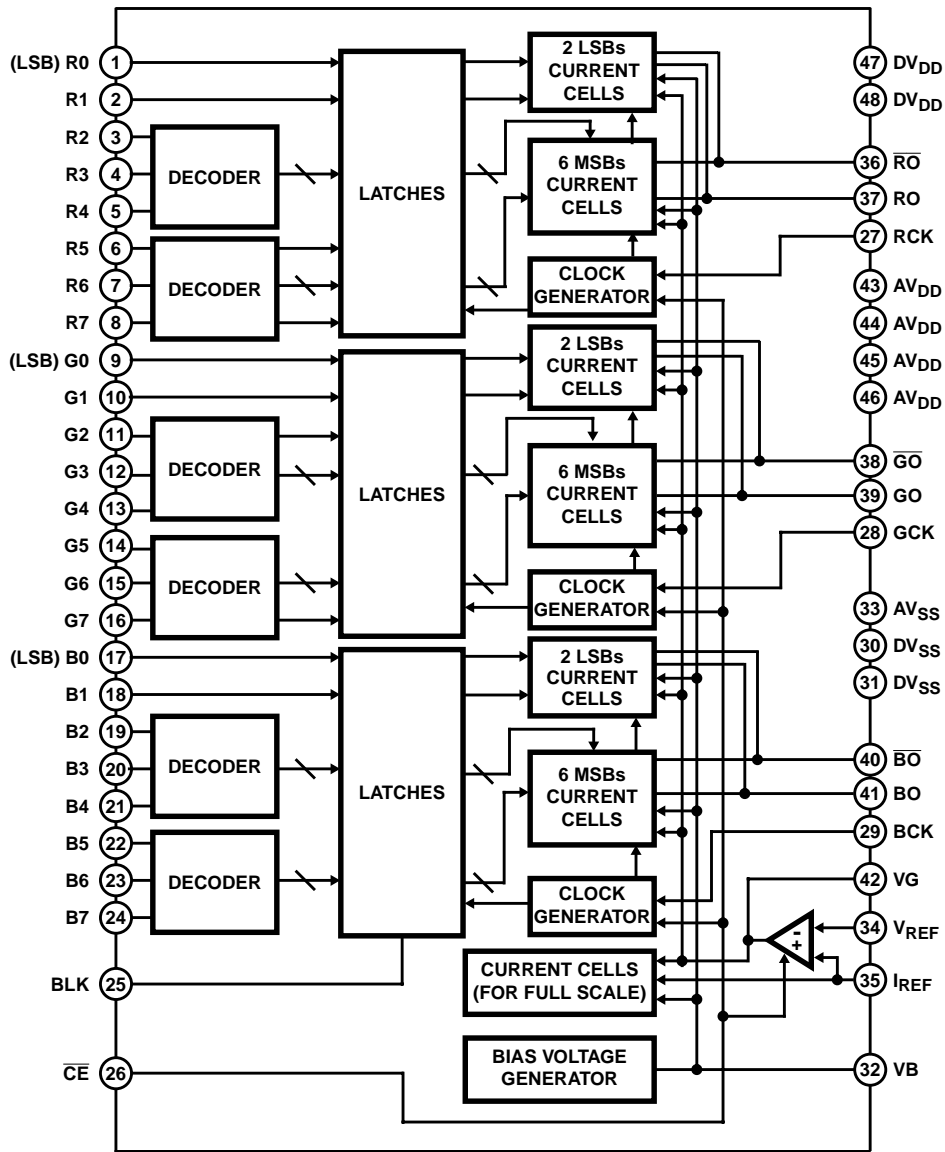 (LSB) R0 1
R1 2
R2 3
R3 4
R4 5
R5 6
R6 7
R7 8
(LSB) G0 9
G1 10
G2 11
G3 12
G4 13
G5 14
G6 15
G7 16
(LSB) B0 17
B1 18
B2 19
B3 20
B4 21
B5 22
B6 23
B7 24
BLK 25
C̅E̅ 26
DECODER
DECODER
DECODER
DECODER
DECODER
DECODER
LATCHES
LATCHES
LATCHES
2 LSBs
CURRENT
CELLS
6 MSBs
CURRENT
CELLS
CLOCK
GENERATOR
2 LSBs
CURRENT
CELLS
6 MSBs
CURRENT
CELLS
CLOCK
GENERATOR
2 LSBs
CURRENT
CELLS
6 MSBs
CURRENT
CELLS
CLOCK
GENERATOR
CURRENT CELLS
(FOR FULL SCALE)
BIAS VOLTAGE
GENERATOR
-
+
47 DVDD
48 DVDD
36 R̅O̅
37 RO
27 RCK
43 AVDD
44 AVDD
45 AVDD
46 AVDD
38 G̅O̅
39 GO
28 GCK
33 AVSS
30 DVSS
31 DVSS
40 B̅O̅
41 BO
29 BCK
42 VG
34 VREF
35 IREF
32 VB